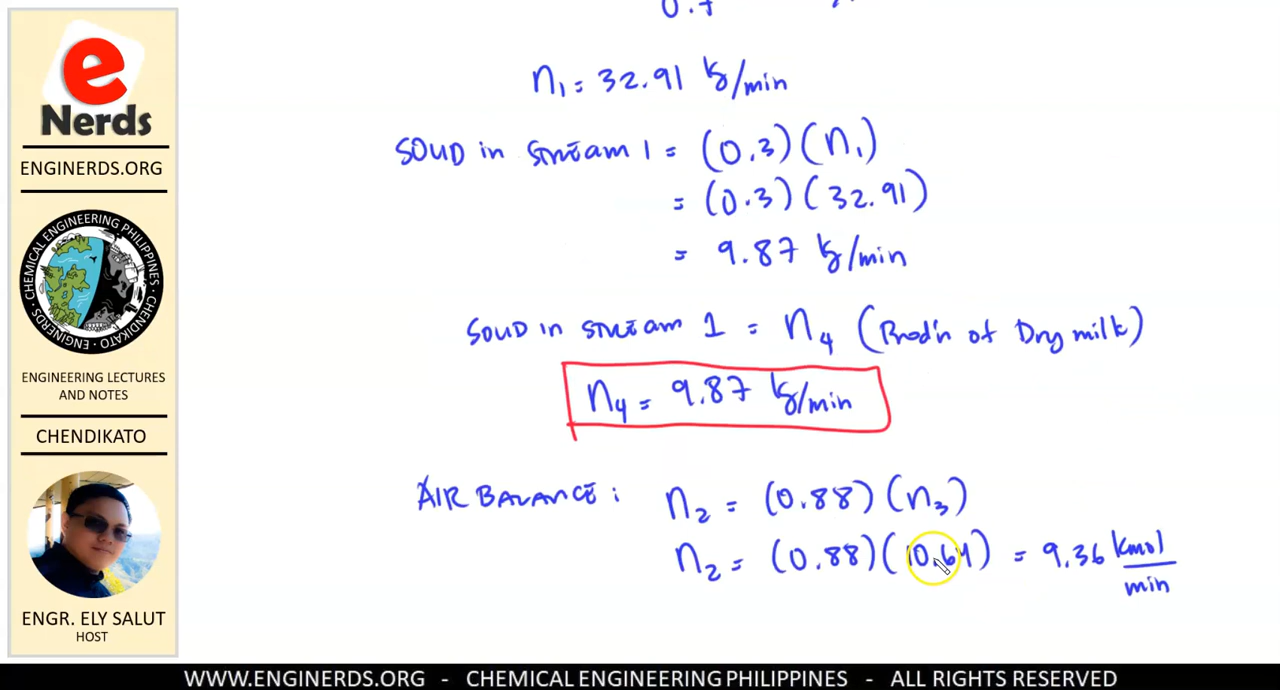 e
Nerds
ENGINERDS.ORG
CHEMICAL ENGINEERING PHILIPPINES
ENGINERDS - CHENDIKATO
ENGINEERING LECTURES
AND NOTES
CHENDIKATO
ENGR. ELY SALUT
HOST
0.7
n₁ = 32.91 kg/min
SOLID in stream 1 = (0.3)(n₁)
= (0.3)(32.91)
= 9.87 kg/min
SOLID in stream 1 = n₄ (Prod'n of Dry milk)
n₄ = 9.87 kg/min
AIR BALANCE: n₂ = (0.88)(n₃)
n₂ = (0.88)(10.64) = 9.36 kmol/min
WWW.ENGINERDS.ORG - CHEMICAL ENGINEERING PHILIPPINES - ALL RIGHTS RESERVED